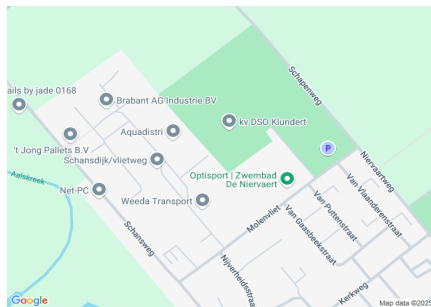 Schapenweg
ails by jade 0168
Brabant AG Industrie BV
kv DSO Klundert
't Jong Pallets B.V
Aquadistri
Schansdijk/vlietweg
P
Niervaartweg
Aalskreek
Optisport | Zwembad
De Niervaert
Net-PC
Weeda Transport
Van Vlaanderenstraat
Van Puttenstraat
Molenvliet
Van Gaasbeekstraat
Schansweg
Nijverheidsstraat
Kerkweg
Google
Map data ©2025